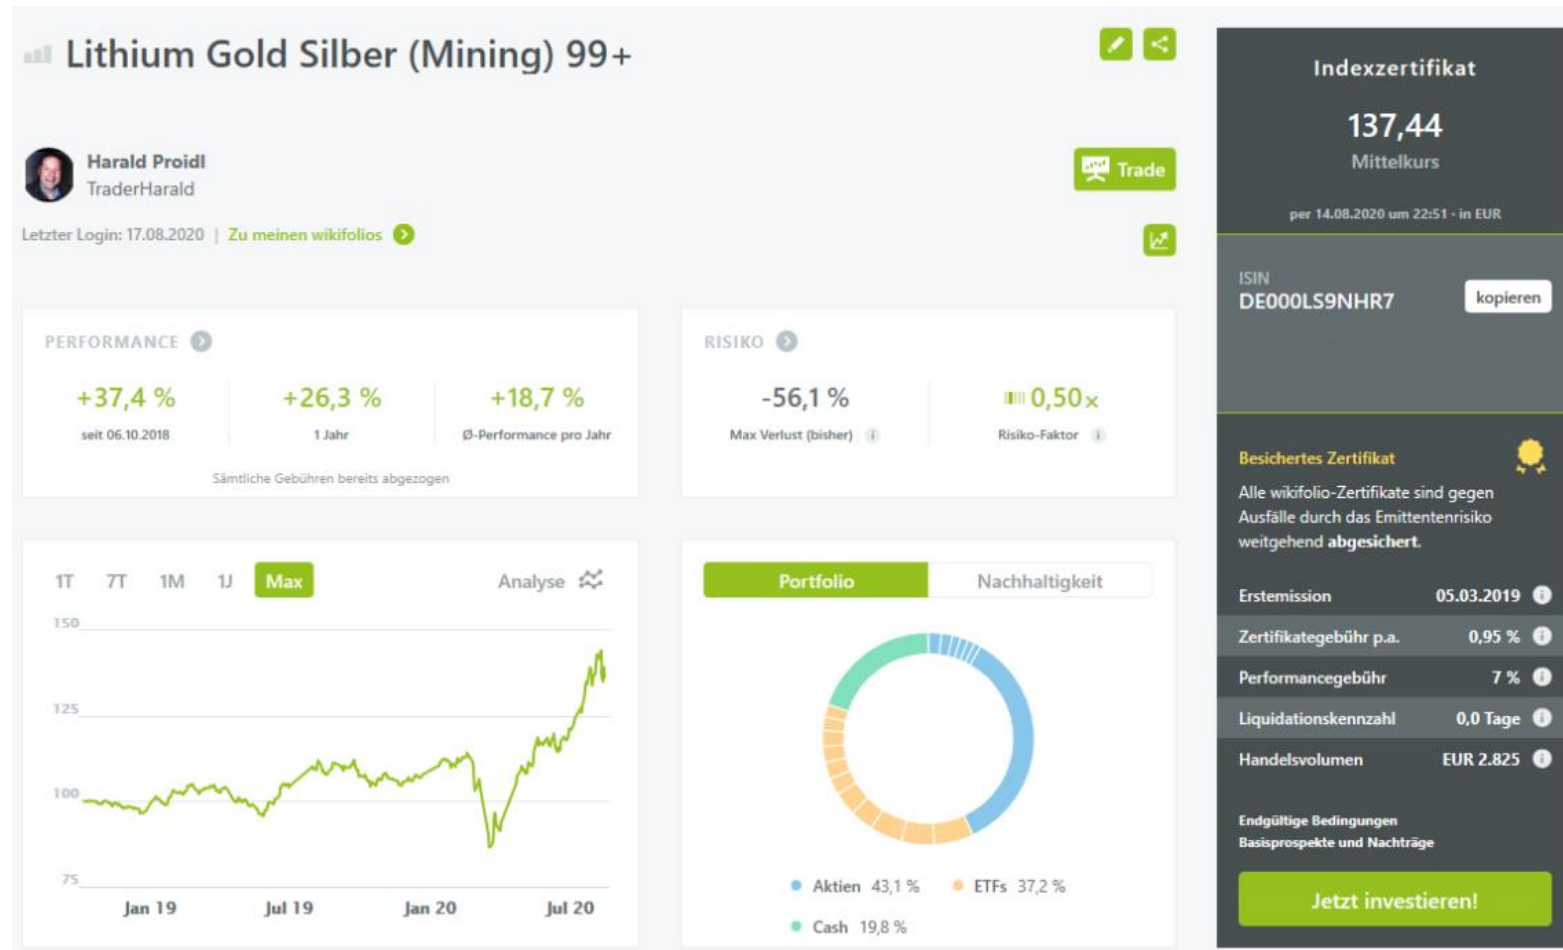 Lithium Gold Silber (Mining) 99+
Harald Proidl
TraderHarald
Trade
Letzter Login: 17.08.2020 | Zu meinen wikifolios
PERFORMANCE
+37,4 %
+26,3 %
+18,7 %
seit 06.10.2018
1 Jahr
Ø-Performance pro Jahr
Sämtliche Gebühren bereits abgezogen
RISIKO
-56,1 %
0,50x
Max Verlust (bisher) i
Risiko-Faktor i
1T 7T 1M 1J Max Analyse
150
125
100
75
Jan 19 Jul 19 Jan 20 Jul 20
Portfolio Nachhaltigkeit
Aktien 43,1 % ETFs 37,2 %
Cash 19,8 %
Indexzertifikat
137,44
Mittelkurs
per 14.08.2020 um 22:51 · in EUR
ISIN
DE000LS9NHR7
kopieren
Besichertes Zertifikat
Alle wikifolio-Zertifikate sind gegen
Ausfälle durch das Emittentenrisiko
weitgehend abgesichert.
Erstemission 05.03.2019 i
Zertifikategebühr p.a. 0,95 % i
Performancegebühr 7 % i
Liquidationskennzahl 0,0 Tage i
Handelsvolumen EUR 2.825 i
Endgültige Bedingungen
Basisprospekte und Nachträge
Jetzt investieren!